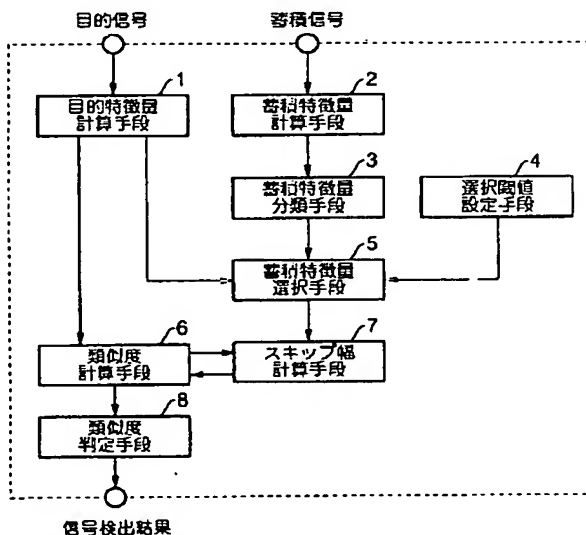 目的信号
蓄積信号
1
目的特徴量
計算手段
2
蓄積特徴量
計算手段
3
蓄積特徴量
分類手段
4
選択閾値
設定手段
5
蓄積特徴量
選択手段
6
類似度
計算手段
7
スキップ幅
計算手段
8
類似度
判定手段
信号検出結果